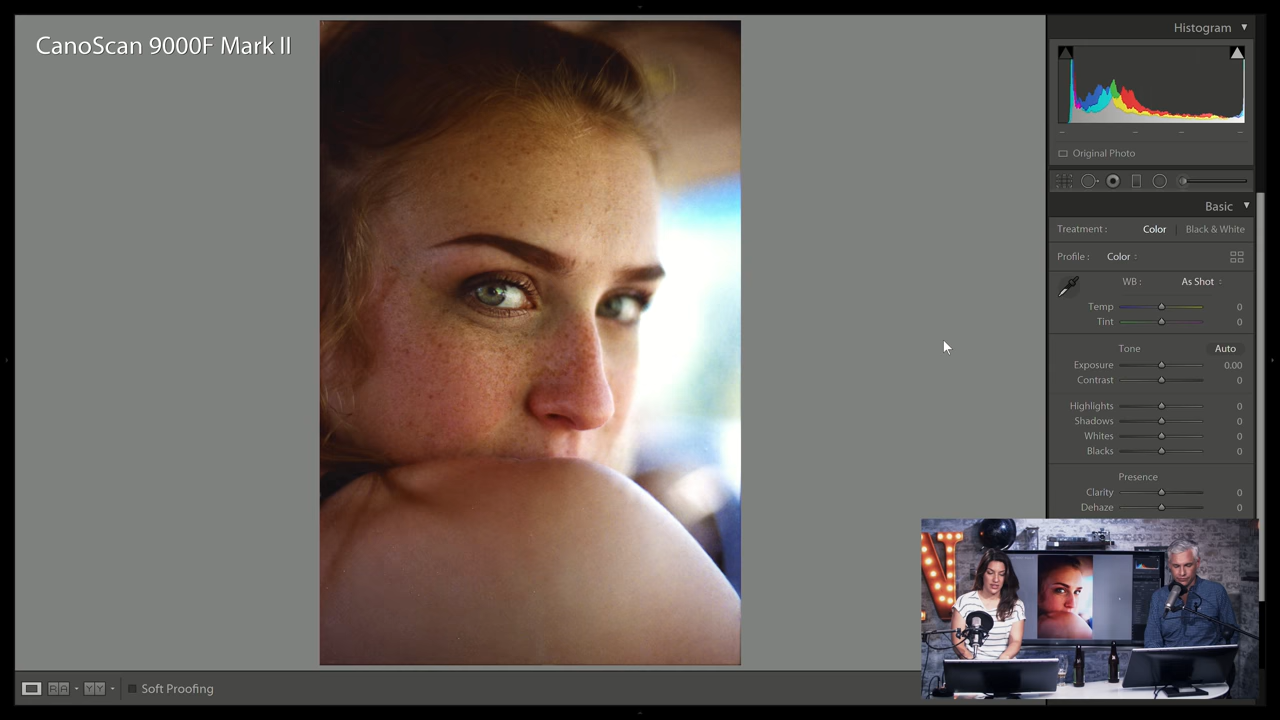 CanoScan 9000F Mark II
Histogram
Original Photo
Basic
Treatment : Color Black & White
Profile : Color
WB : As Shot
Temp 0
Tint 0
Tone Auto
Exposure 0.00
Contrast 0
Highlights 0
Shadows 0
Whites 0
Blacks 0
Presence
Clarity 0
Dehaze 0
N
Soft Proofing